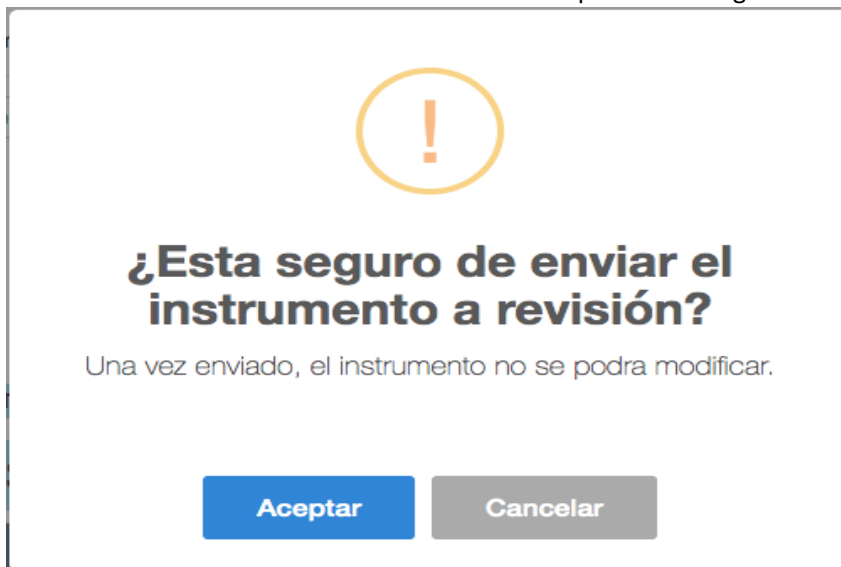 !
¿Esta seguro de enviar el
instrumento a revisión?
Una vez enviado, el instrumento no se podra modificar.
Aceptar Cancelar